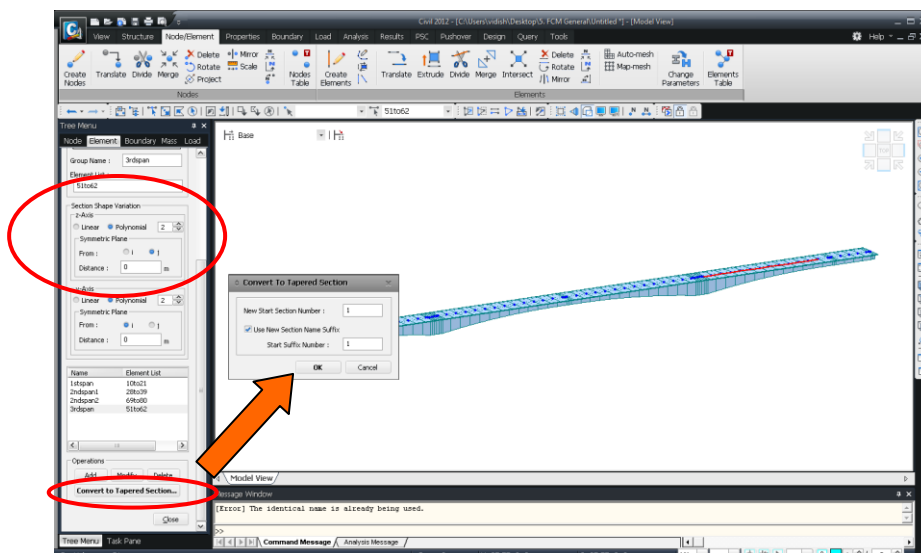 Civil 2012 - [C:\Users\vidish\Desktop\5. FCM General\Untitled *] - [Model View]
View Structure Node/Element Properties Boundary Load Analysis Results PSC Pushover Design Query Tools Help
Create Nodes Translate Divide Merge Delete Rotate Project Mirror Scale Nodes Table Create Elements Translate Extrude Divide Merge Intersect Delete Rotate Mirror Auto-mesh Map-mesh Change Parameters Elements Table
Nodes Elements
51to62
Tree Menu
Node Element Boundary Mass Load
Base
TOP
Group Name : 3rdspan
Element List :
51to62
Section Shape Variation
z-Axis
Linear Polynomial 2
Symmetric Plane
From : i j
Distance : 0 m
y-Axis
Linear Polynomial 2
Symmetric Plane
From : i j
Distance : 0 m
Convert To Tapered Section
New Start Section Number : 1
Use New Section Name Suffix
Start Suffix Number : 1
OK Cancel
Name Element List
1stspan 10to21
2ndspan1 28to39
2ndspan2 69to80
3rdspan 51to62
Operations
Add Modify Delete
Convert to Tapered Section...
Close
Model View
Message Window
[Error] The identical name is already being used.
>>
Tree Menu Task Pane
Command Message Analysis Message